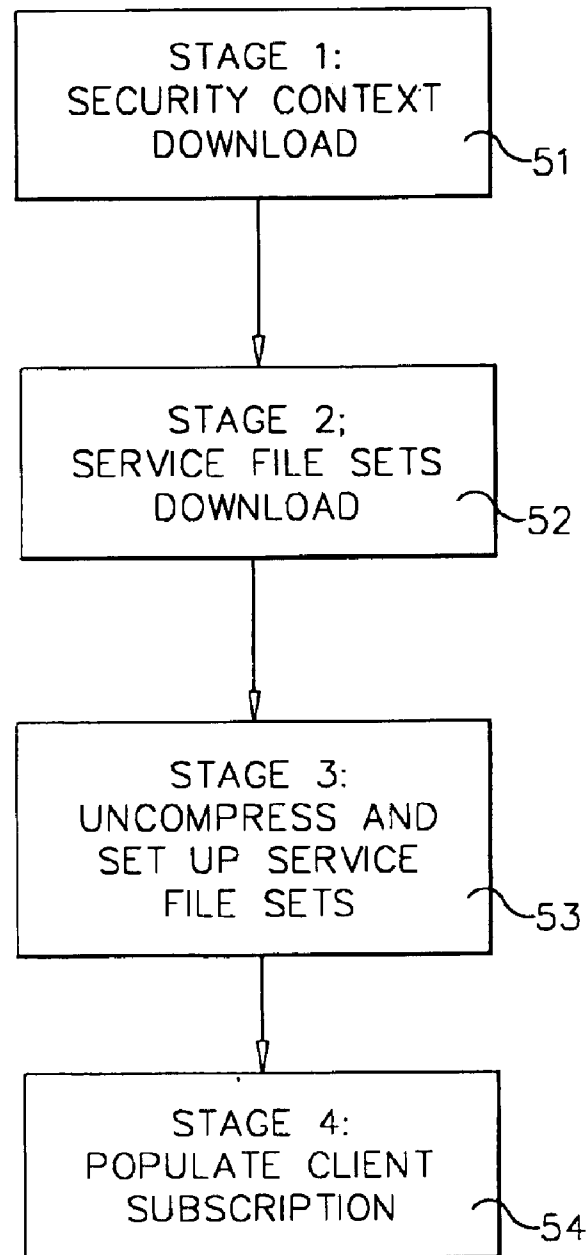 STAGE 1:
SECURITY CONTEXT
DOWNLOAD
51
STAGE 2;
SERVICE FILE SETS
DOWNLOAD
52
STAGE 3:
UNCOMPRESS AND
SET UP SERVICE
FILE SETS
53
STAGE 4:
POPULATE CLIENT
SUBSCRIPTION
54